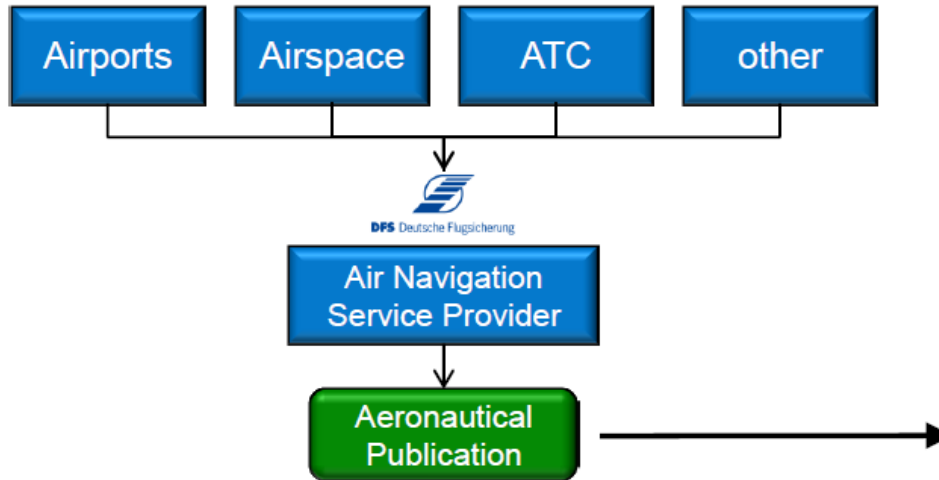 Airports
Airspace
ATC
other
DFS Deutsche Flugsicherung
Air Navigation
Service Provider
Aeronautical
Publication